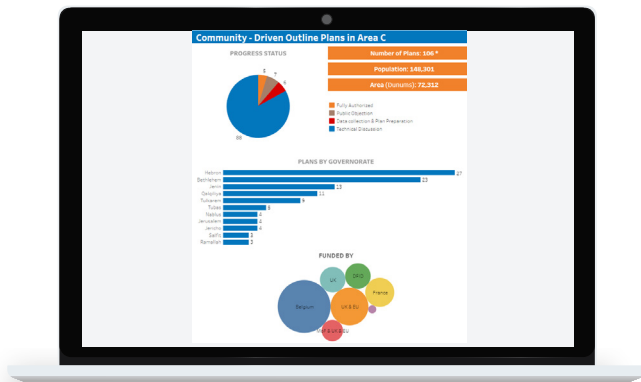 Community - Driven Outline Plans in Area C
PROGRESS STATUS
Number of Plans: 106 *
Population: 148,301
Area (Dunums): 72,312
5
7
6
88
Fully Authorized
Public Objection
Data collection & Plan Preparation
Technical Discussion
PLANS BY GOVERNORATE
Hebron 27
Bethlehem 23
Jenin 13
Qalqiliya 11
Tulkarem 9
Tubas 5
Nablus 4
Jerusalem 4
Jericho 4
Salfit 3
Ramallah 3
FUNDED BY
UK
France
Belgium
UK & EU